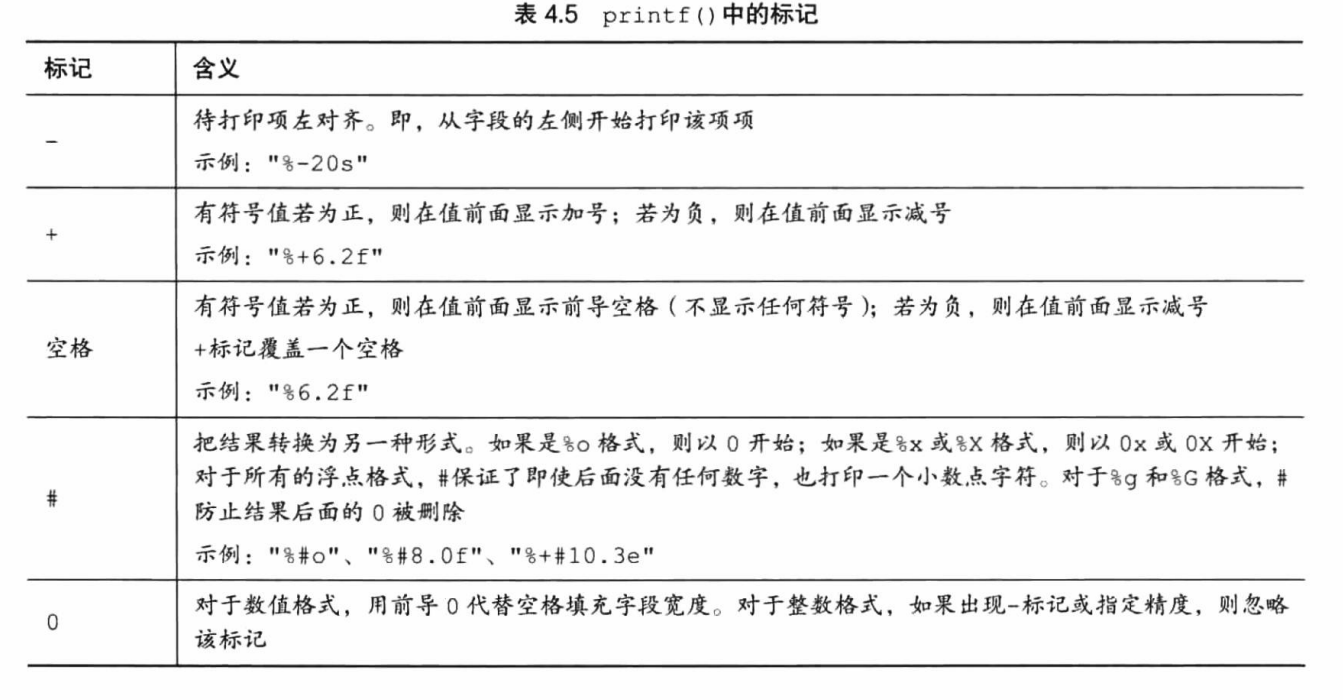 表 4.5 printf()中的标记
标记 含义
- 待打印项左对齐。即，从字段的左侧开始打印该项项
示例："%-20s"
+ 有符号值若为正，则在值前面显示加号；若为负，则在值前面显示减号
示例："%+6.2f"
空格 有符号值若为正，则在值前面显示前导空格（不显示任何符号）；若为负，则在值前面显示减号
+标记覆盖一个空格
示例："%6.2f"
# 把结果转换为另一种形式。如果是%o 格式，则以 0 开始；如果是%x 或%X 格式，则以 0x 或 0X 开始；
对于所有的浮点格式，#保证了即使后面没有任何数字，也打印一个小数点字符。对于%g 和%G 格式，#
防止结果后面的 0 被删除
示例："%#o"、"%#8.0f"、"%+#10.3e"
0 对于数值格式，用前导 0 代替空格填充字段宽度。对于整数格式，如果出现-标记或指定精度，则忽略
该标记